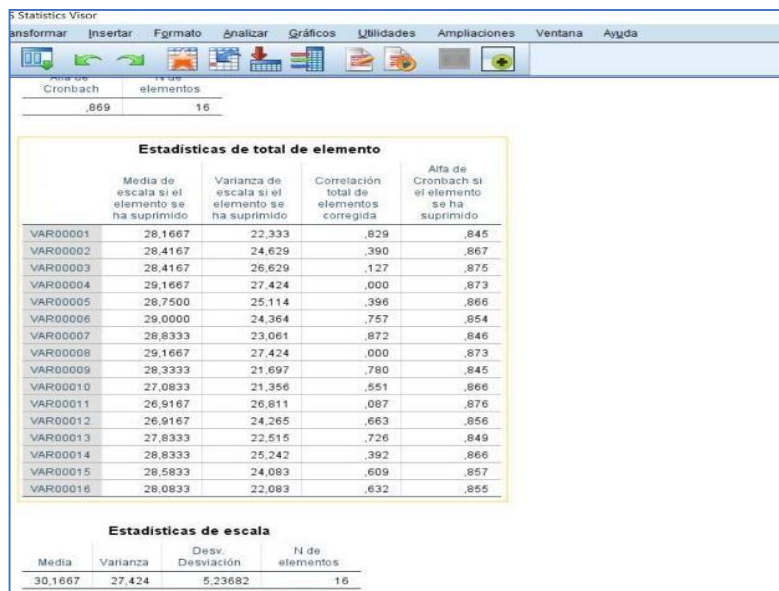 Statistics Visor
ansformar Insertar Formato Analizar Gráficos Utilidades Ampliaciones Ventana Ayuda
Alfa de N de
Cronbach elementos
,869 16
Estadísticas de total de elemento
Media de escala si el elemento se ha suprimido
Varianza de escala si el elemento se ha suprimido
Correlación total de elementos corregida
Alfa de Cronbach si el elemento se ha suprimido
VAR00001 28,1667 22,333 ,829 ,845
VAR00002 28,4167 24,629 ,390 ,867
VAR00003 28,4167 26,629 ,127 ,875
VAR00004 29,1667 27,424 ,000 ,873
VAR00005 28,7500 25,114 ,396 ,866
VAR00006 29,0000 24,364 ,757 ,854
VAR00007 28,8333 23,061 ,872 ,846
VAR00008 29,1667 27,424 ,000 ,873
VAR00009 28,3333 21,697 ,780 ,845
VAR00010 27,0833 21,356 ,551 ,866
VAR00011 26,9167 26,811 ,087 ,876
VAR00012 26,9167 24,265 ,663 ,856
VAR00013 27,8333 22,515 ,726 ,849
VAR00014 28,8333 25,242 ,392 ,866
VAR00015 28,5833 24,083 ,609 ,857
VAR00016 28,0833 22,083 ,632 ,855
Estadísticas de escala
Media Varianza Desv. Desviación N de elementos
30,1667 27,424 5,23682 16